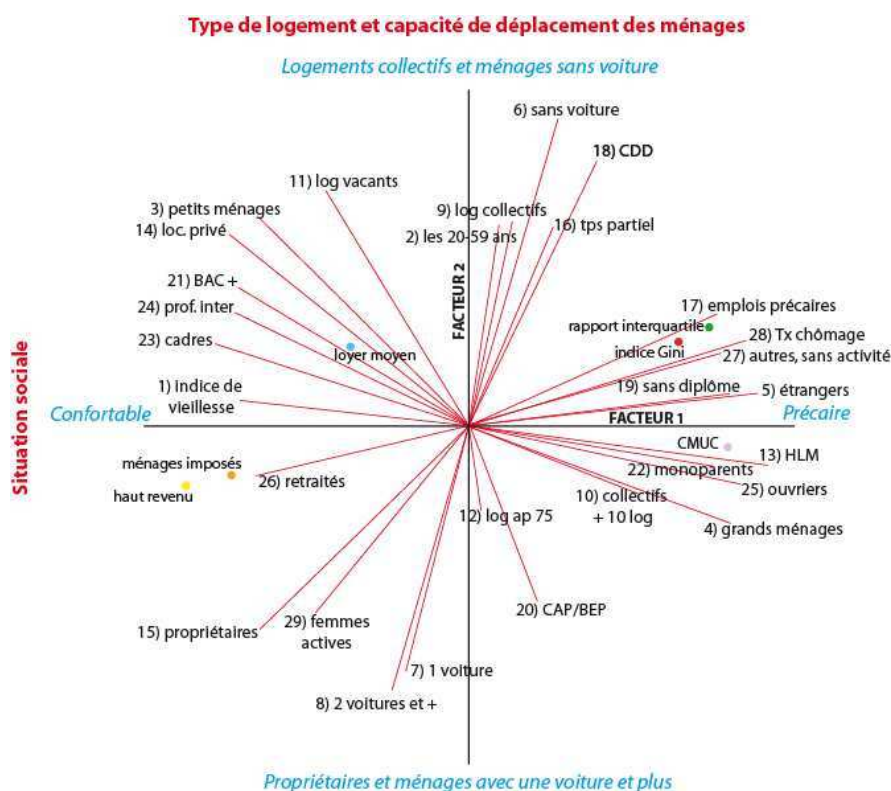 Type de logement et capacité de déplacement des ménages
Logements collectifs et ménages sans voiture
6) sans voiture
18) CDD
11) log vacants
3) petits ménages
9) log collectifs
14) loc. privé
2) les 20-59 ans
16) tps partiel
21) BAC +
FACTEUR 2
24) prof. inter
17) emplois précaires
rapport interquartile
23) cadres
28) Tx chômage
loyer moyen
indice Gini
27) autres, sans activité
1) indice de
vieillesse
19) sans diplôme
5) étrangers
Situation sociale
Confortable
FACTEUR 1
Précaire
CMUC
13) HLM
ménages imposés
26) retraités
22) monoparents
haut revenu
25) ouvriers
10) collectifs
+ 10 log
12) log ap 75
4) grands ménages
20) CAP/BEP
29) femmes
actives
15) propriétaires
7) 1 voiture
8) 2 voitures et +
Propriétaires et ménages avec une voiture et plus